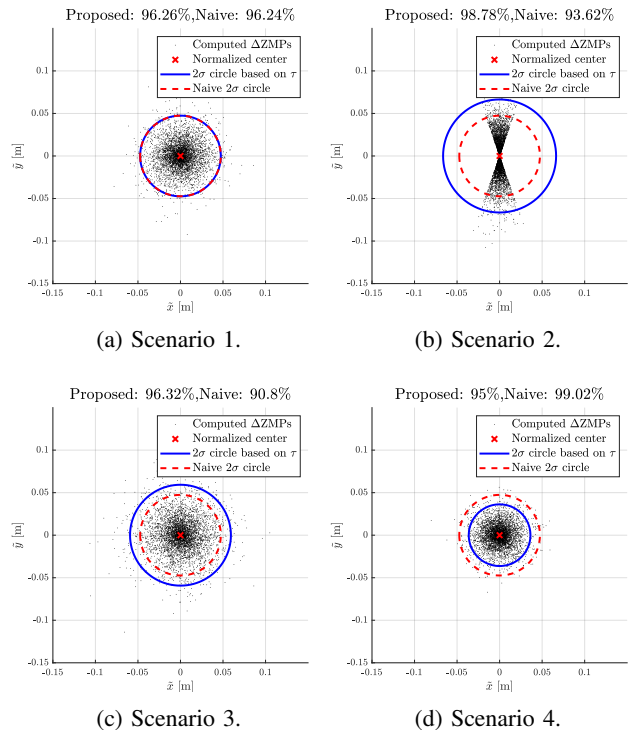 Proposed: 96.26%,Naive: 96.24%
Computed ΔZMPs
Normalized center
2σ circle based on τ
Naive 2σ circle
0.1
0.05
0
-0.05
-0.1
-0.15
ỹ [m]
-0.15 -0.1 -0.05 0 0.05 0.1
x̃ [m]
(a) Scenario 1.
Proposed: 98.78%,Naive: 93.62%
Computed ΔZMPs
Normalized center
2σ circle based on τ
Naive 2σ circle
0.1
0.05
0
-0.05
-0.1
-0.15
ỹ [m]
-0.15 -0.1 -0.05 0 0.05 0.1
x̃ [m]
(b) Scenario 2.
Proposed: 96.32%,Naive: 90.8%
Computed ΔZMPs
Normalized center
2σ circle based on τ
Naive 2σ circle
0.1
0.05
0
-0.05
-0.1
-0.15
ỹ [m]
-0.15 -0.1 -0.05 0 0.05 0.1
x̃ [m]
(c) Scenario 3.
Proposed: 95%,Naive: 99.02%
Computed ΔZMPs
Normalized center
2σ circle based on τ
Naive 2σ circle
0.1
0.05
0
-0.05
-0.1
-0.15
ỹ [m]
-0.15 -0.1 -0.05 0 0.05 0.1
x̃ [m]
(d) Scenario 4.